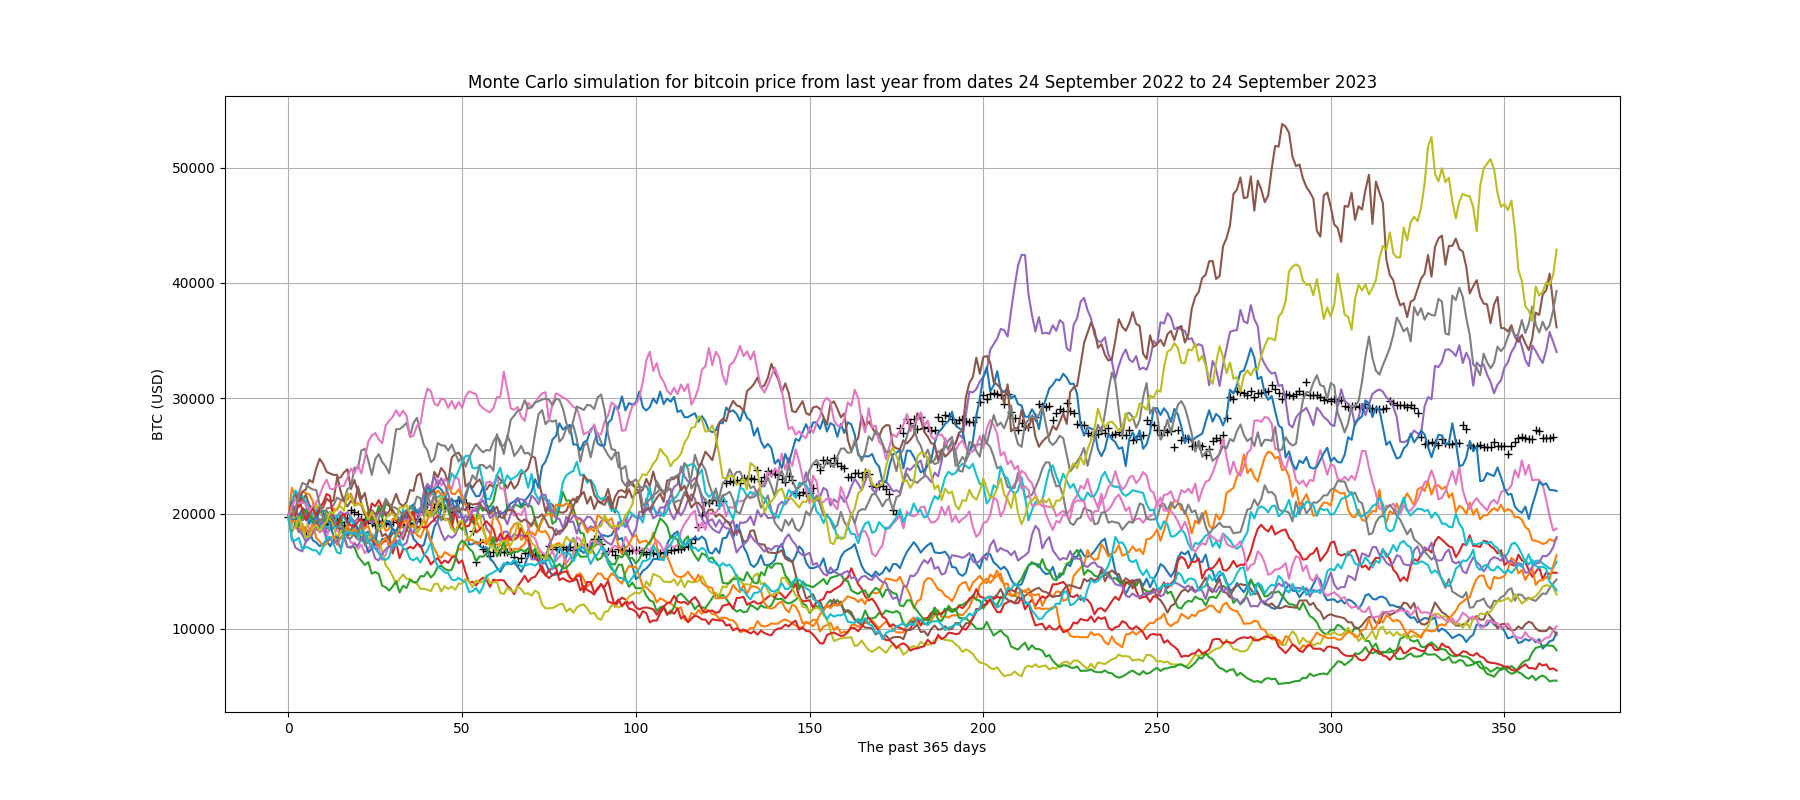 Monte Carlo simulation for bitcoin price from last year from dates 24 September 2022 to 24 September 2023
BTC (USD)
50000
40000
30000
20000
10000
0 50 100 150 200 250 300 350
The past 365 days